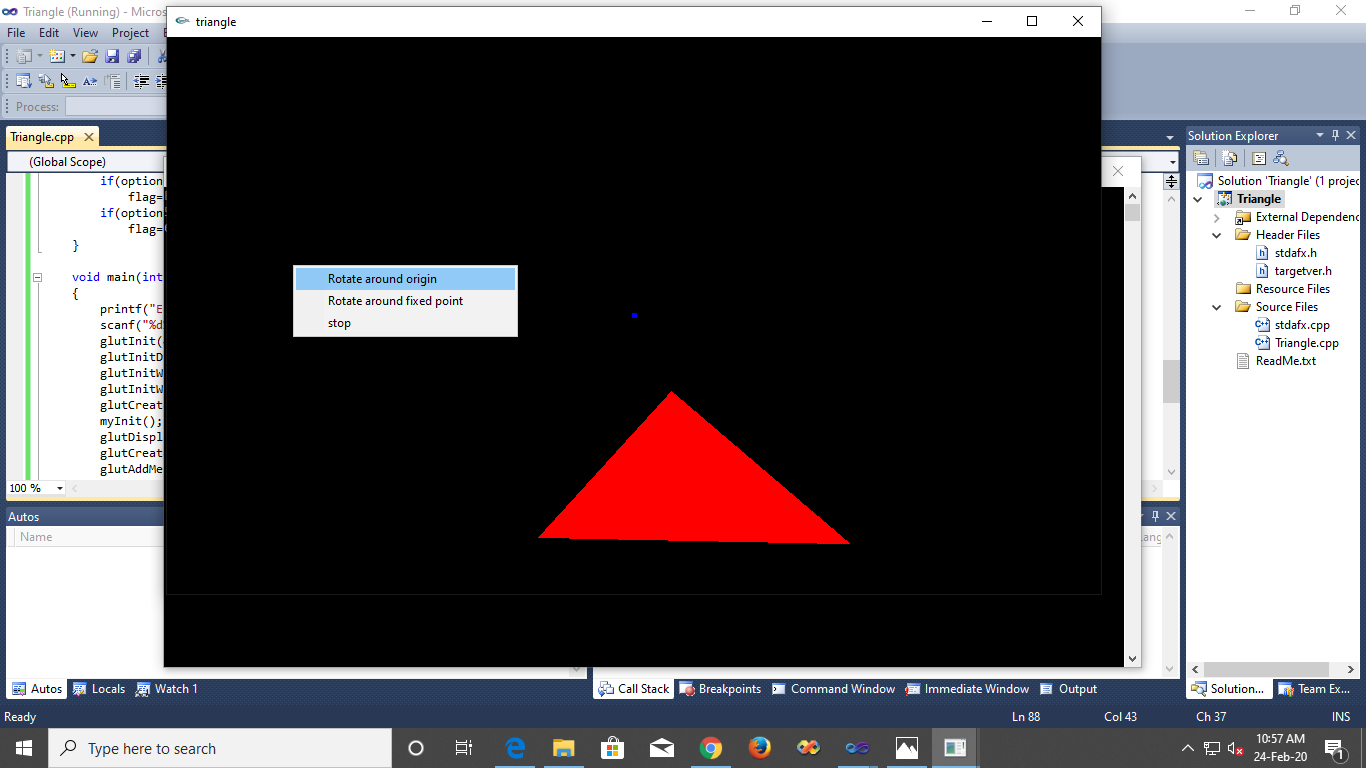 Triangle (Running) - Micros
triangle
File Edit View Project
Process:
Triangle.cpp
(Global Scope)
if(option
flag=
if(option
flag=
}
void main(int
{
printf("E
scanf("%d
glutInit(
glutInitD
glutInitW
glutInitW
glutCreat
myInit();
glutDispl
glutCreat
glutAddMe
100 %
Rotate around origin
Rotate around fixed point
stop
Solution Explorer
Solution 'Triangle' (1 projec
Triangle
External Dependenc
Header Files
stdafx.h
targetver.h
Resource Files
Source Files
stdafx.cpp
Triangle.cpp
ReadMe.txt
Autos
Name
ang
Autos Locals Watch 1
Call Stack Breakpoints Command Window Immediate Window Output
Solution... Team Ex...
Ready Ln 88 Col 43 Ch 37 INS
Type here to search
10:57 AM
24-Feb-20
1